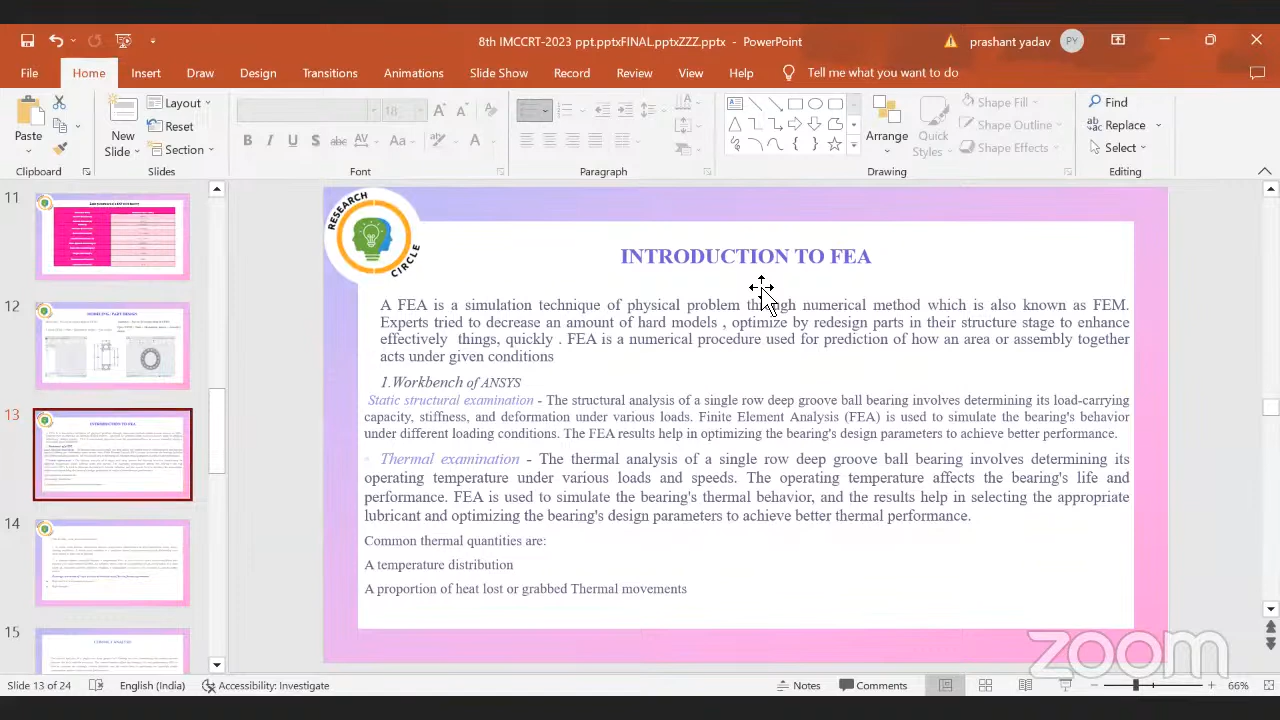 8th IMCCRT-2023 ppt.pptxFINAL.pptxZZZ.pptx - PowerPoint
prashant yadav PY
File Home Insert Draw Design Transitions Animations Slide Show Record Review View Help Tell me what you want to do
Paste
Clipboard
New
Slide
Layout
Reset
Section
Slides
18
B I U S abc AV Aa A
Font
Paragraph
Arrange
Quick
Styles
Shape Fill
Shape Outline
Shape Effects
Drawing
Find
Replace
Select
Editing
11
12
MODELING / PART DESIGN
13
INTRODUCTION TO FEA
14
15
RESEARCH
CIRCLE
INTRODUCTION TO FEA
A FEA is a simulation technique of physical problem through numerical method which is also known as FEM.
Experts tried to decrease an amount of hard models , optimize by redesign parts in their structure stage to enhance
effectively things, quickly . FEA is a numerical procedure used for prediction of how an area or assembly together
acts under given conditions
1.Workbench of ANSYS
Static structural examination - The structural analysis of a single row deep groove ball bearing involves determining its load-carrying
capacity, stiffness, and deformation under various loads. Finite Element Analysis (FEA) is used to simulate the bearing's behavior
under different loading conditions. The FEA results help in optimizing the bearing's design parameters to achieve better performance.
Thermal examination - The thermal analysis of a single row deep groove ball bearing involves determining its
operating temperature under various loads and speeds. The operating temperature affects the bearing's life and
performance. FEA is used to simulate the bearing's thermal behavior, and the results help in selecting the appropriate
lubricant and optimizing the bearing's design parameters to achieve better thermal performance.
Common thermal quantities are:
A temperature distribution
A proportion of heat lost or grabbed Thermal movements
zoom
Slide 13 of 24 English (India) Accessibility: Investigate Notes Comments 66%